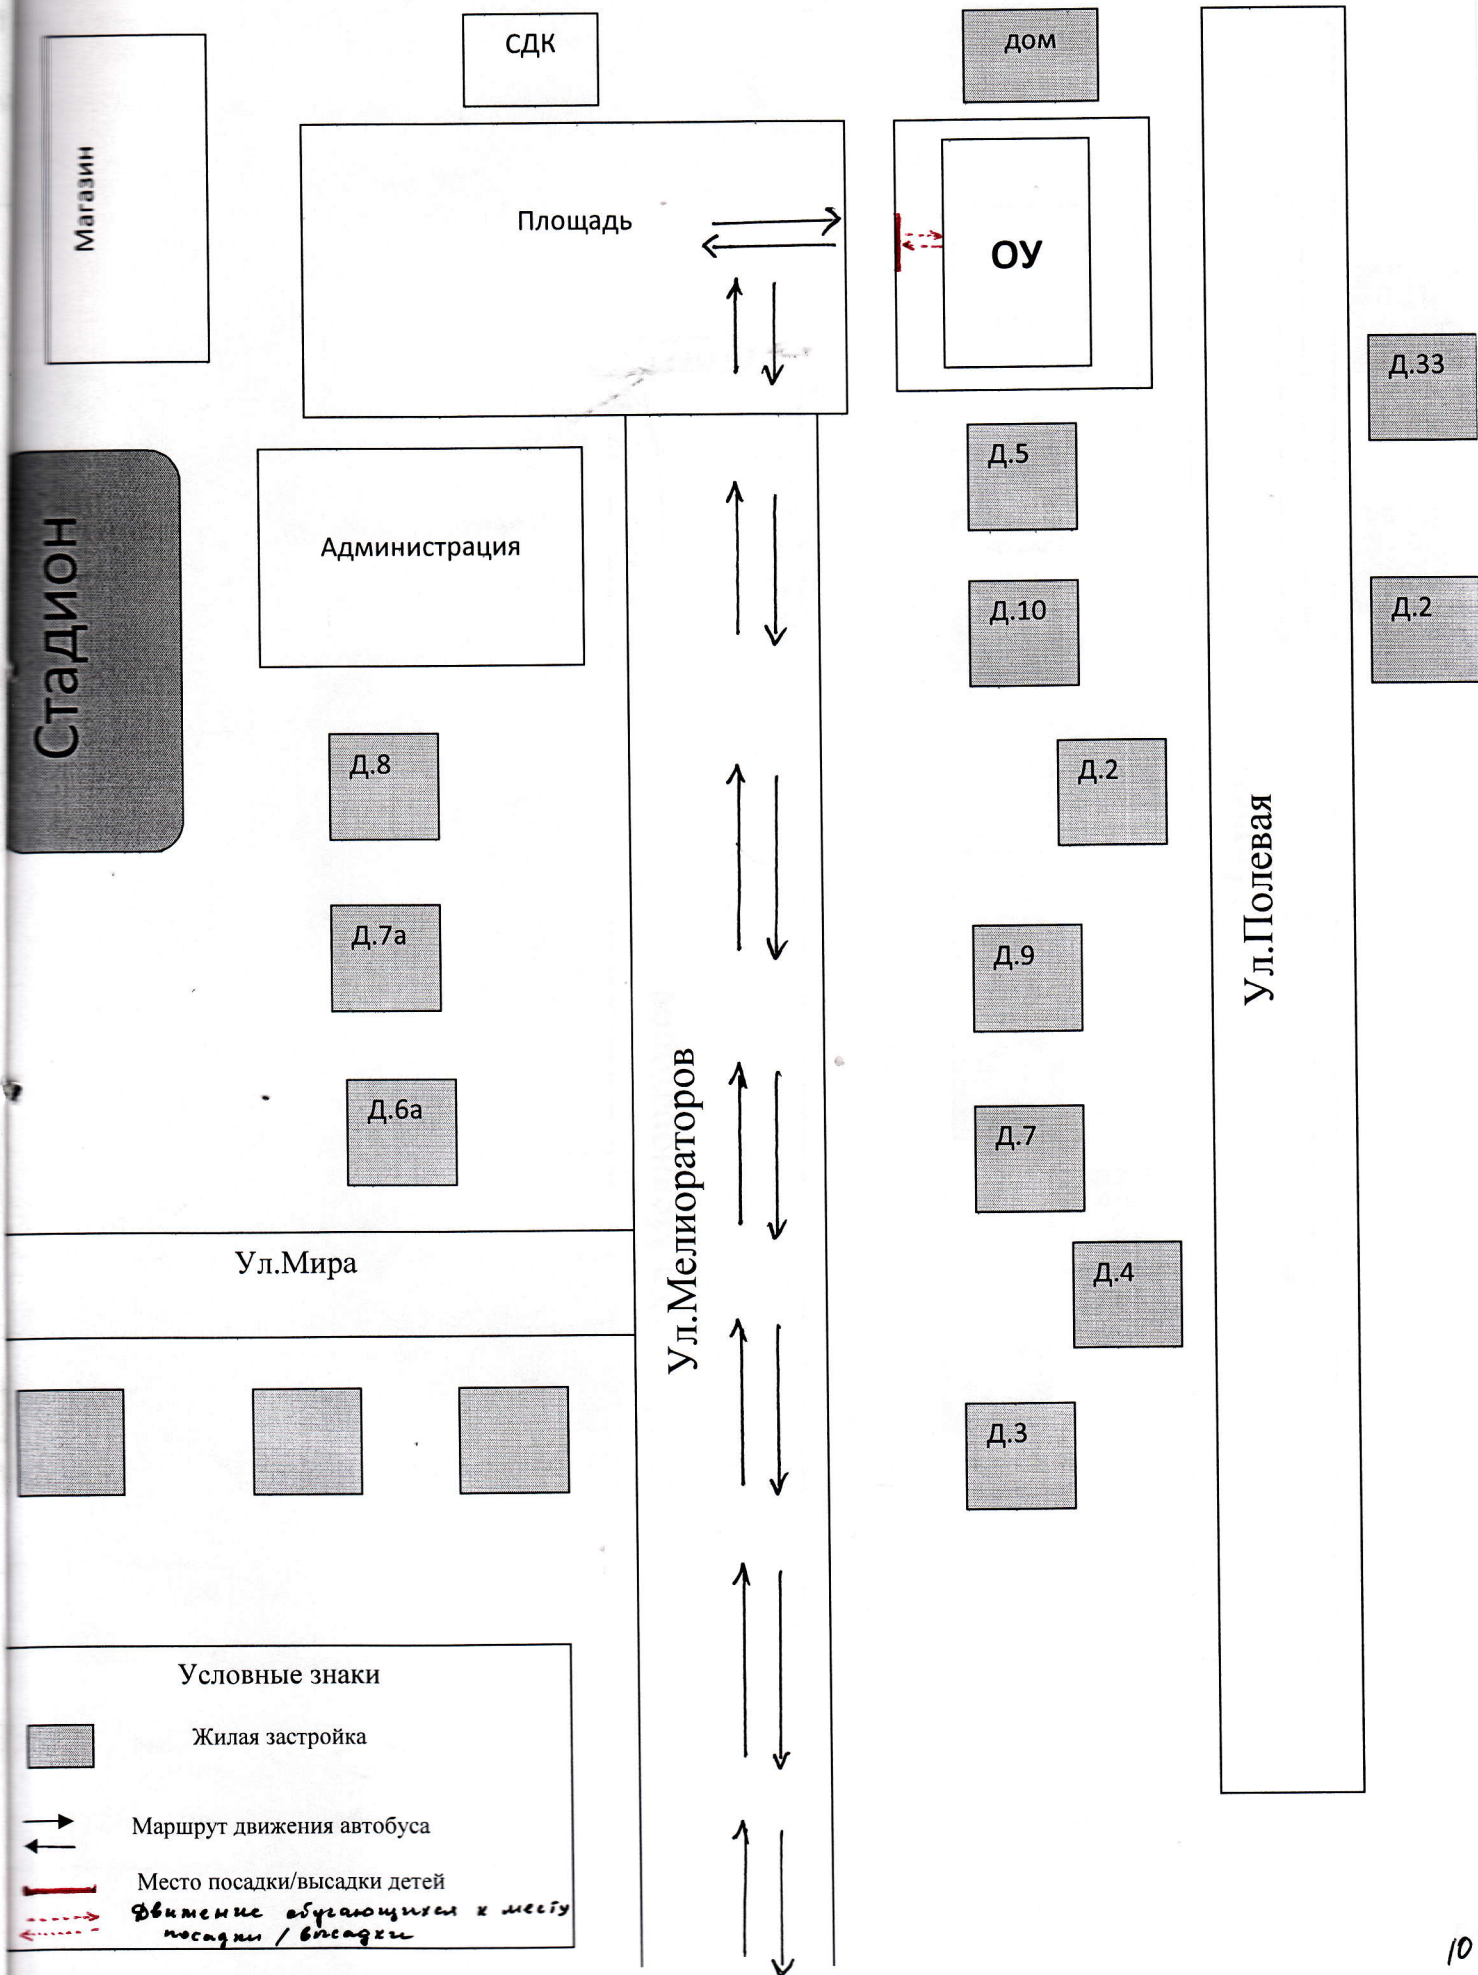 СДК
дом
Магазин
Площадь
ОУ
Д.33
Стадион
Администрация
Д.5
Д.10
Д.2
Д.8
Д.2
Ул.Полевая
Д.7а
Д.9
Ул.Мелиораторов
Д.6а
Д.7
Ул.Мира
Д.4
Д.3
Условные знаки
Жилая застройка
Маршрут движения автобуса
Место посадки/высадки детей
Движение обучающихся к месту
посадки / высадки
10